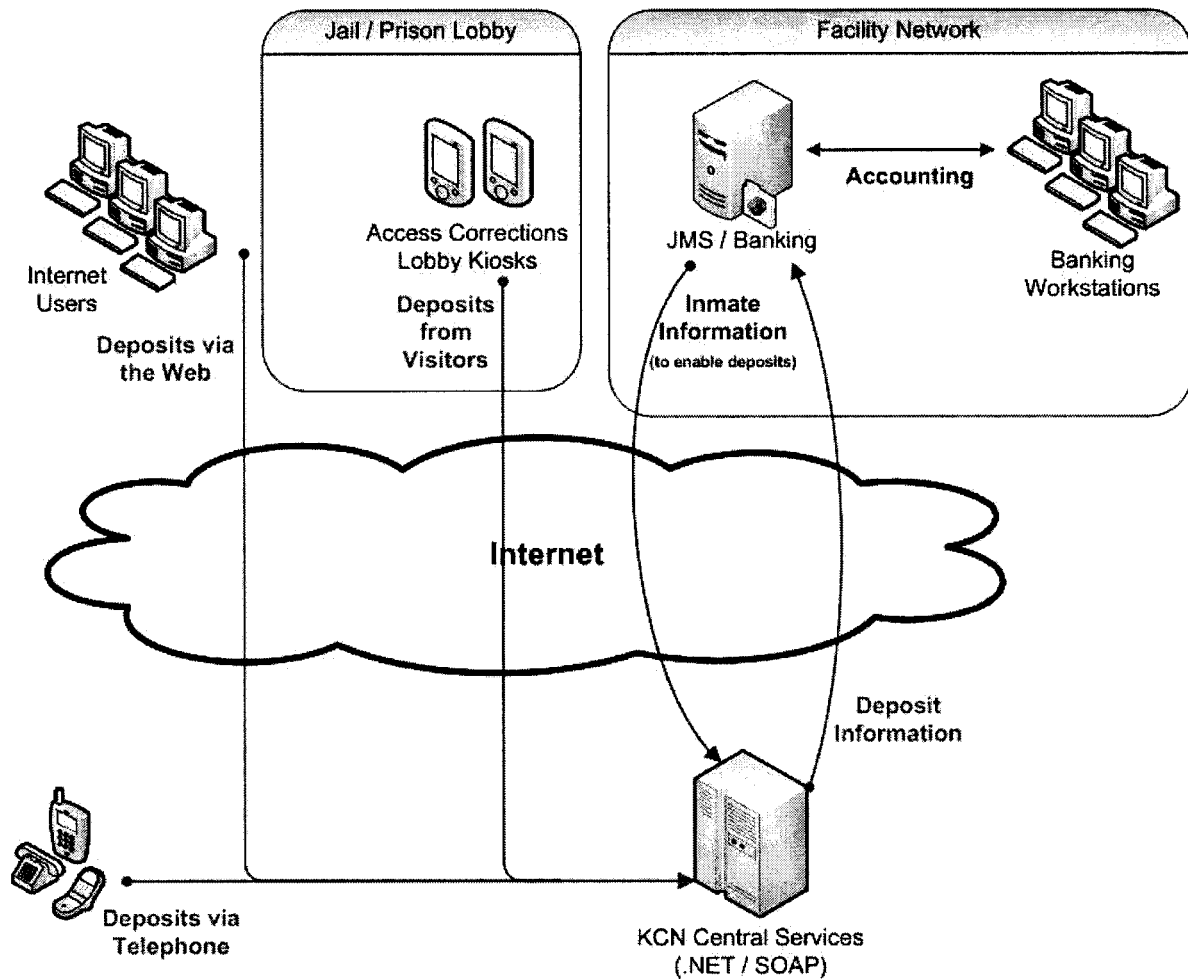 Jail / Prison Lobby
Facility Network
Internet
Users
Access Corrections
Lobby Kiosks
JMS / Banking
Accounting
Banking
Workstations
Deposits via
the Web
Deposits
from
Visitors
Inmate
Information
(to enable deposits)
Internet
Deposit
Information
Deposits via
Telephone
KCN Central Services
(.NET / SOAP)